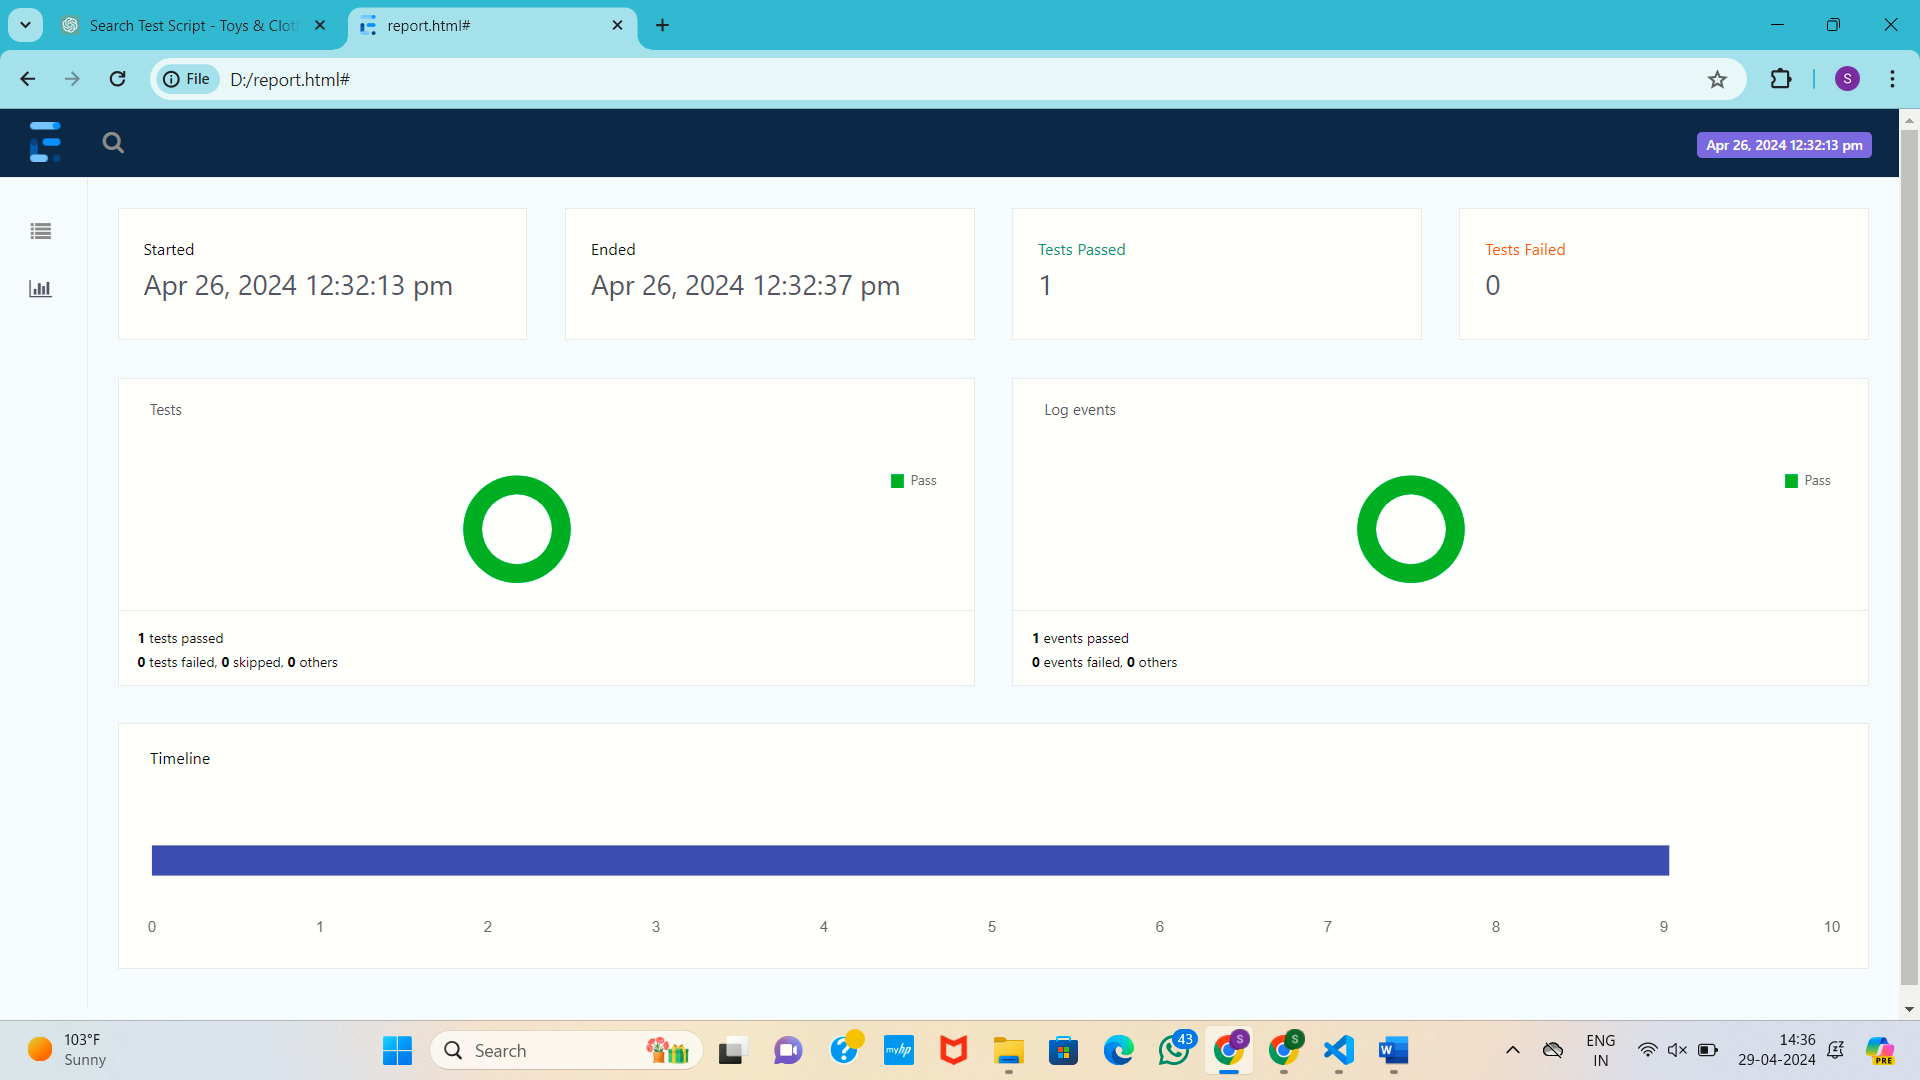 Search Test Script - Toys & Clot
report.html#
File
D:/report.html#
S
Apr 26, 2024 12:32:13 pm
Started
Apr 26, 2024 12:32:13 pm
Ended
Apr 26, 2024 12:32:37 pm
Tests Passed
1
Tests Failed
0
Tests
Pass
1 tests passed
0 tests failed, 0 skipped, 0 others
Log events
Pass
1 events passed
0 events failed, 0 others
Timeline
0 1 2 3 4 5 6 7 8 9 10
103°F
Sunny
Search
myhp
43
S
S
W
ENG
IN
14:36
29-04-2024
PRE